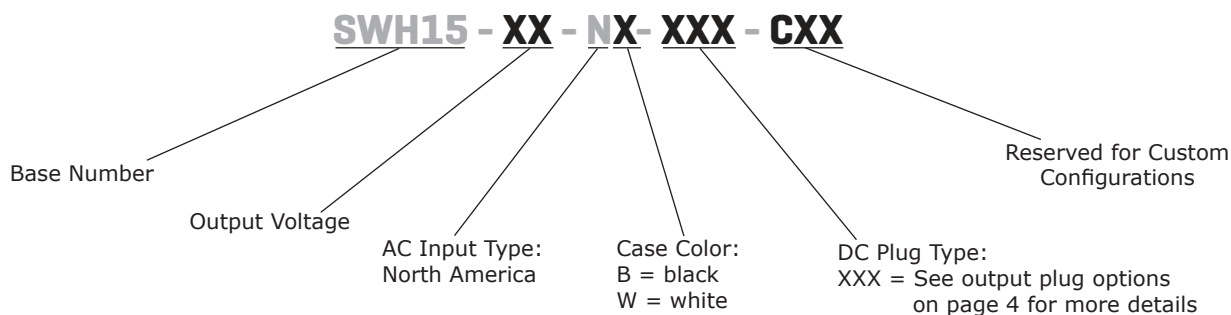 SWH15 - XX - NX- XXX - CXX
Base Number
Output Voltage
AC Input Type:
North America
Case Color:
B = black
W = white
DC Plug Type:
XXX = See output plug options
on page 4 for more details
Reserved for Custom
Configurations